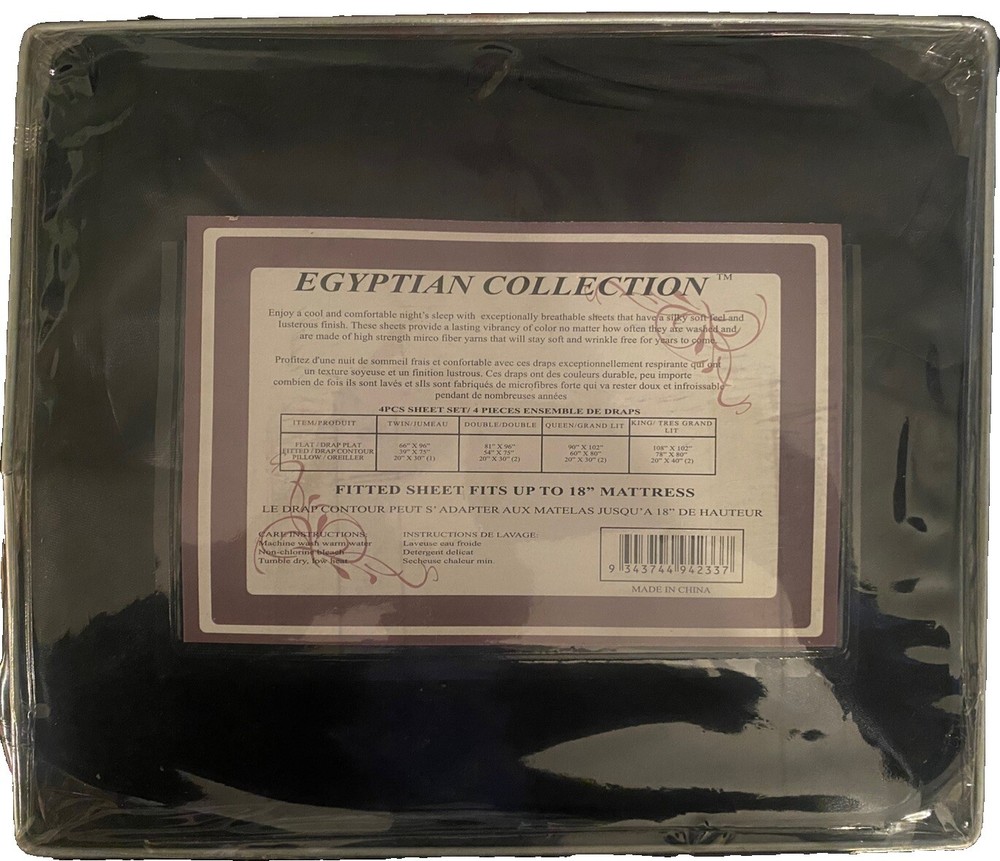 EGYPTIAN COLLECTION ™
Enjoy a cool and comfortable night's sleep with exceptionally breathable sheets that have a silky soft feel and
lusterous finish. These sheets provide a lasting vibrancy of color no matter how often they are washed and
are made of high strength mirco fiber yarns that will stay soft and wrinkle free for years to come.
Profitez d'une nuit de sommeil frais et confortable avec ces draps exceptionnellement respirante qui ont
un texture soyeuse et un finition lustrous. Ces draps ont des couleurs durable, peu importe
combien de fois ils sont lavés et sIls sont fabriqués de microfibres forte qui va rester doux et infroissable
pendant de nombreuses années
4PCS SHEET SET/ 4 PIECES ENSEMBLE DE DRAPS
ITEM/PRODUIT TWIN/JUMEAU DOUBLE/DOUBLE QUEEN/GRAND LIT KING/ TRES GRAND
LIT
FLAT / DRAP PLAT 66" X 96" 81" X 96" 90" X 102" 108" X 102"
FITTED / DRAP CONTOUR 39" X 75" 54" X 75" 60" X 80" 78" X 80"
PILLOW / OREILLER 20" X 30" (1) 20" X 30" (2) 20" X 30" (2) 20" X 40" (2)
FITTED SHEET FITS UP TO 18” MATTRESS
LE DRAP CONTOUR PEUT S' ADAPTER AUX MATELAS JUSQU'A 18” DE HAUTEUR
CARE INSTRUCTIONS: INSTRUCTIONS DE LAVAGE:
Machine wash warm water Laveuse eau froide
Non-chlorine bleach Detergent delicat
Tumble dry, low heat Secheuse chaleur min.
9 343744 942337
MADE IN CHINA